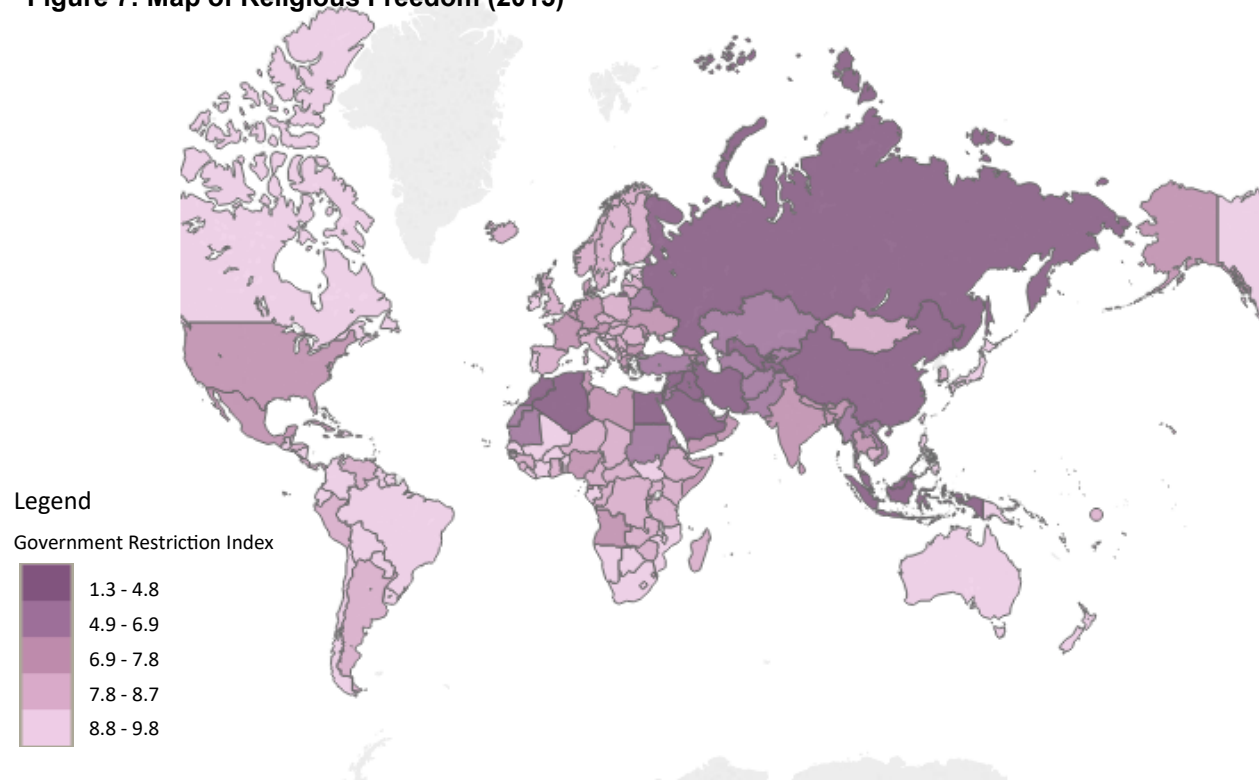 Figure 7: Map of Religious Freedom (2015)
Legend
Government Restriction Index
1.3 - 4.8
4.9 - 6.9
6.9 - 7.8
7.8 - 8.7
8.8 - 9.8